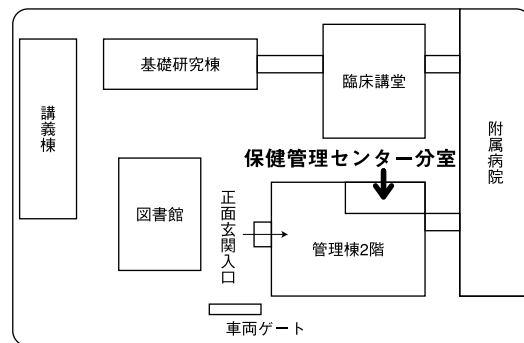 基礎研究棟
臨床講堂
講義棟
附属病院
保健管理センター分室
図書館
正面玄関入口
管理棟2階
車両ゲート